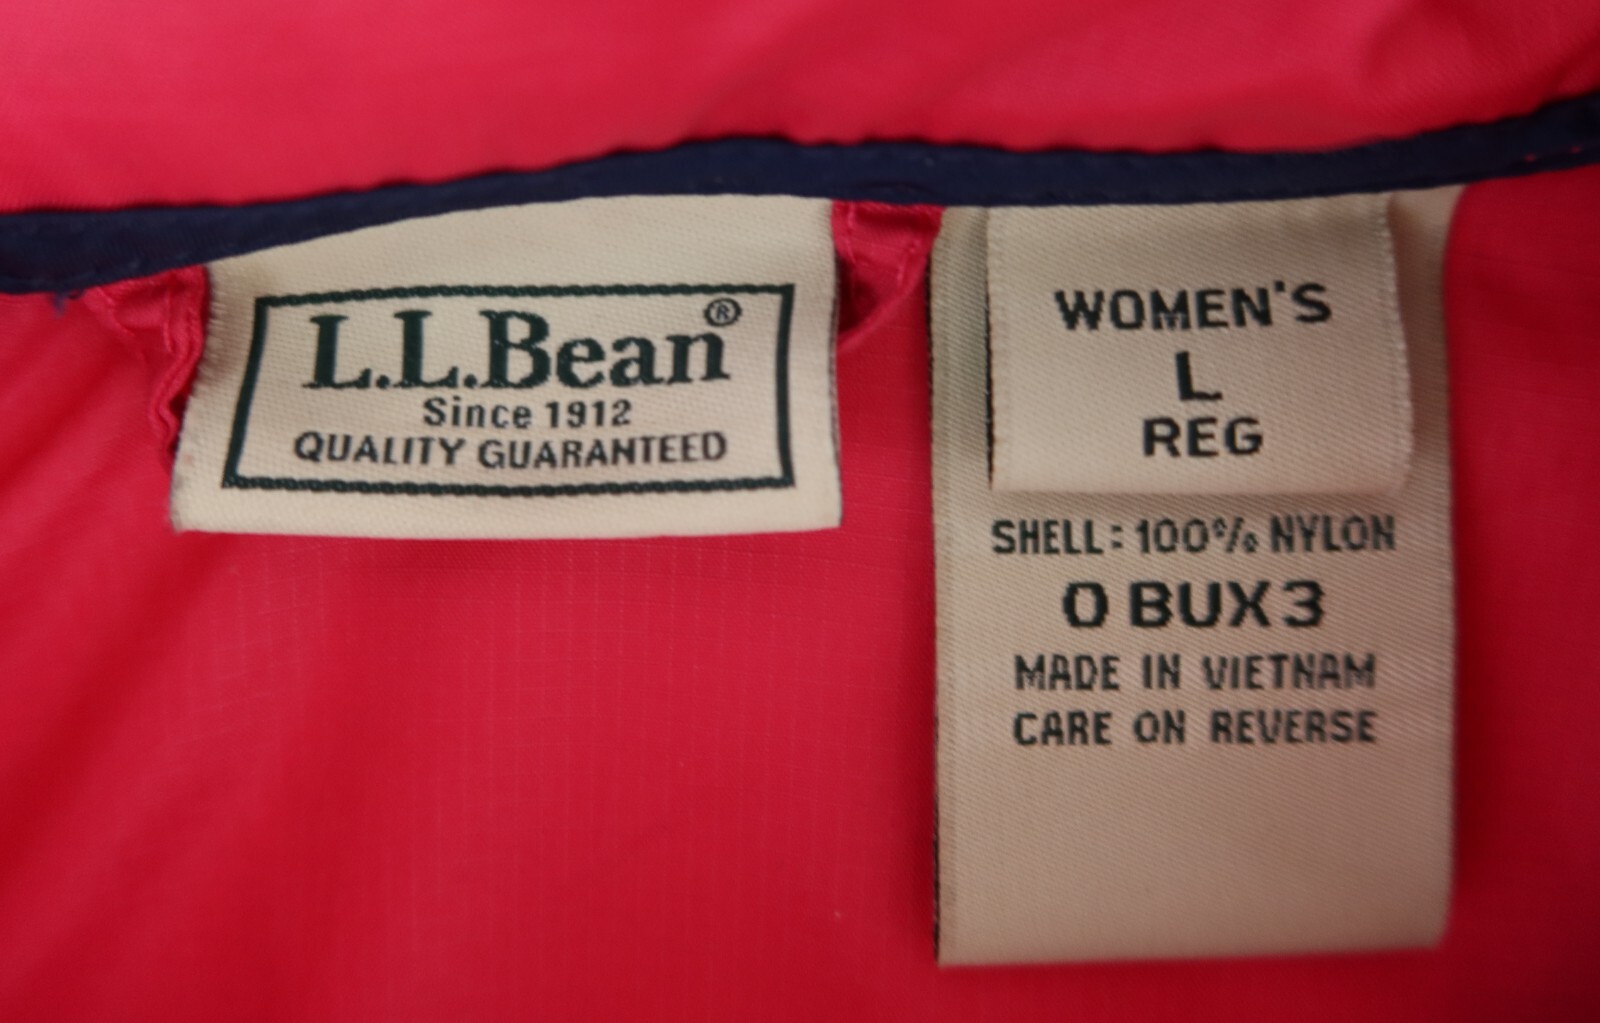 L.L.Bean®
Since 1912
QUALITY GUARANTEED
WOMEN'S
L
REG
SHELL: 100% NYLON
0 BUX3
MADE IN VIETNAM
CARE ON REVERSE